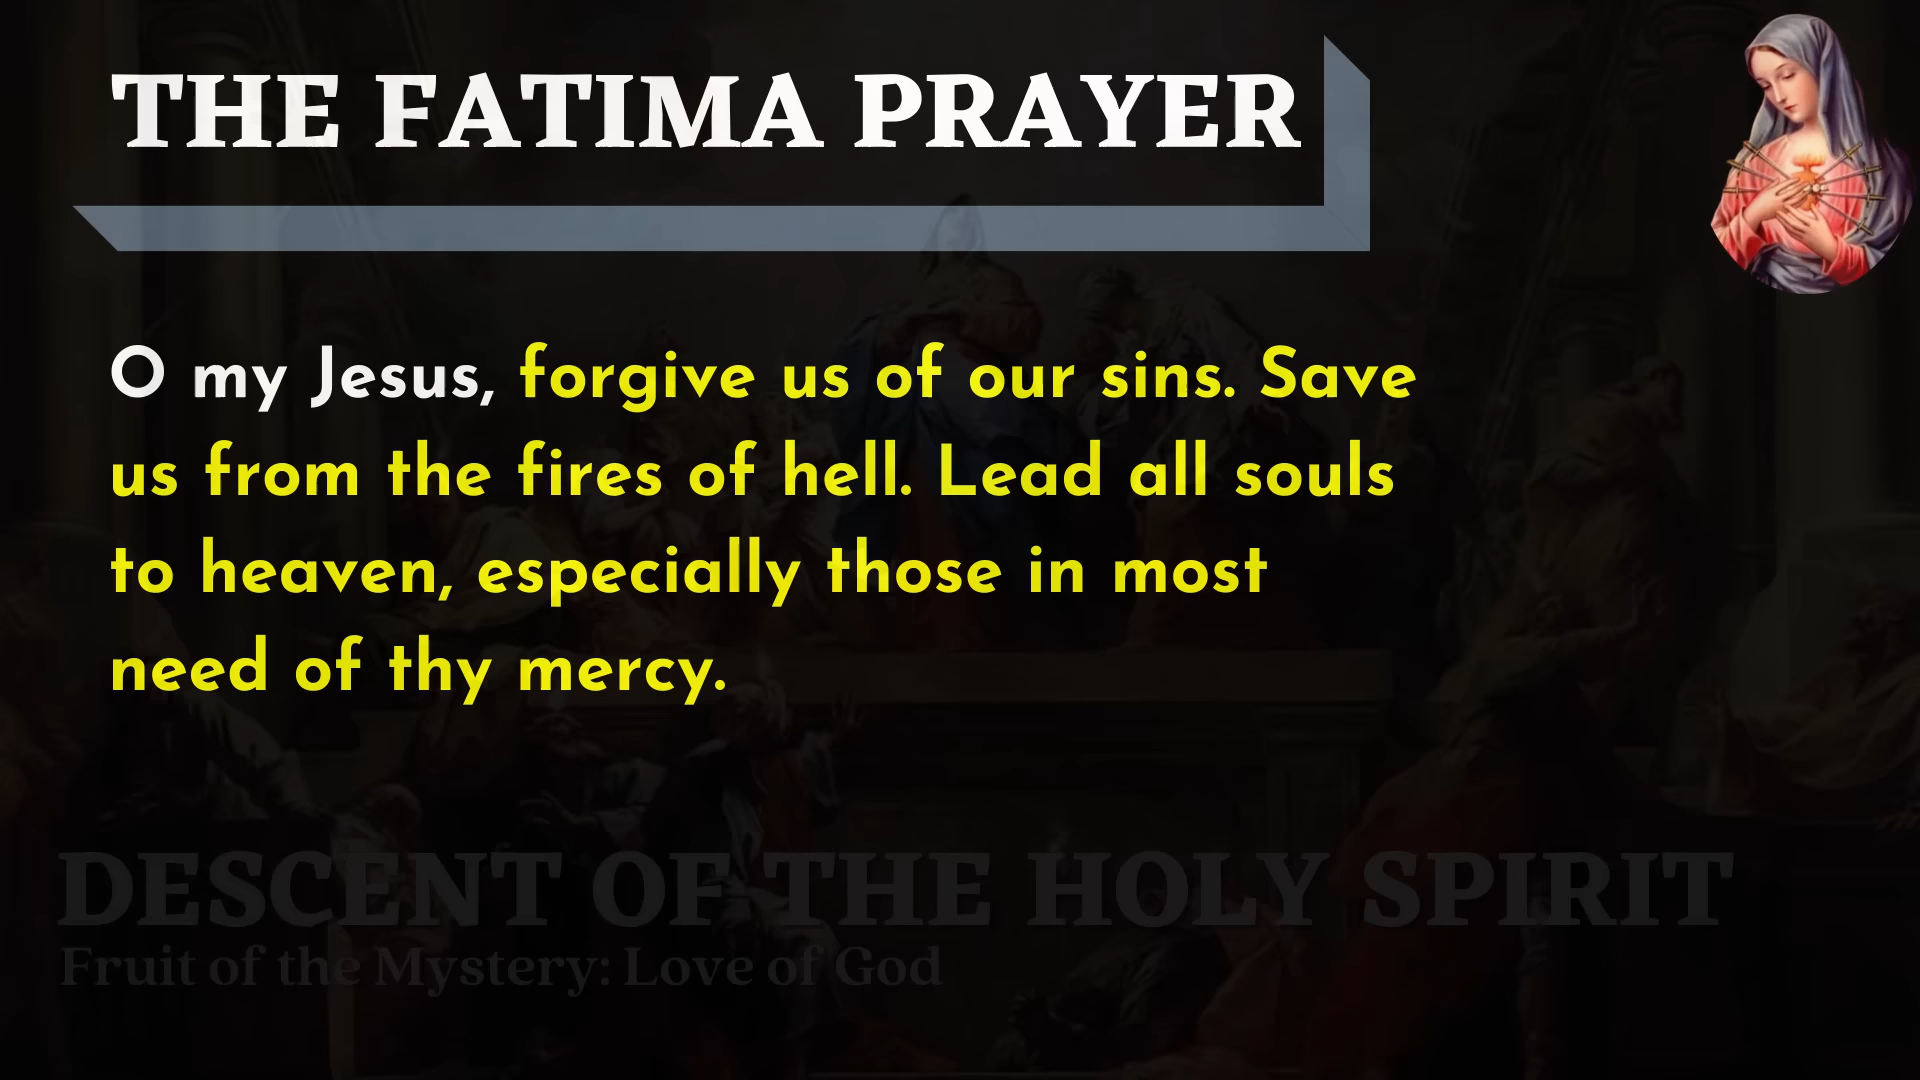 THE FATIMA PRAYER
O my Jesus, forgive us of our sins. Save
us from the fires of hell. Lead all souls
to heaven, especially those in most
need of thy mercy.
DESCENT OF THE HOLY SPIRIT
Fruit of the Mystery: Love of God